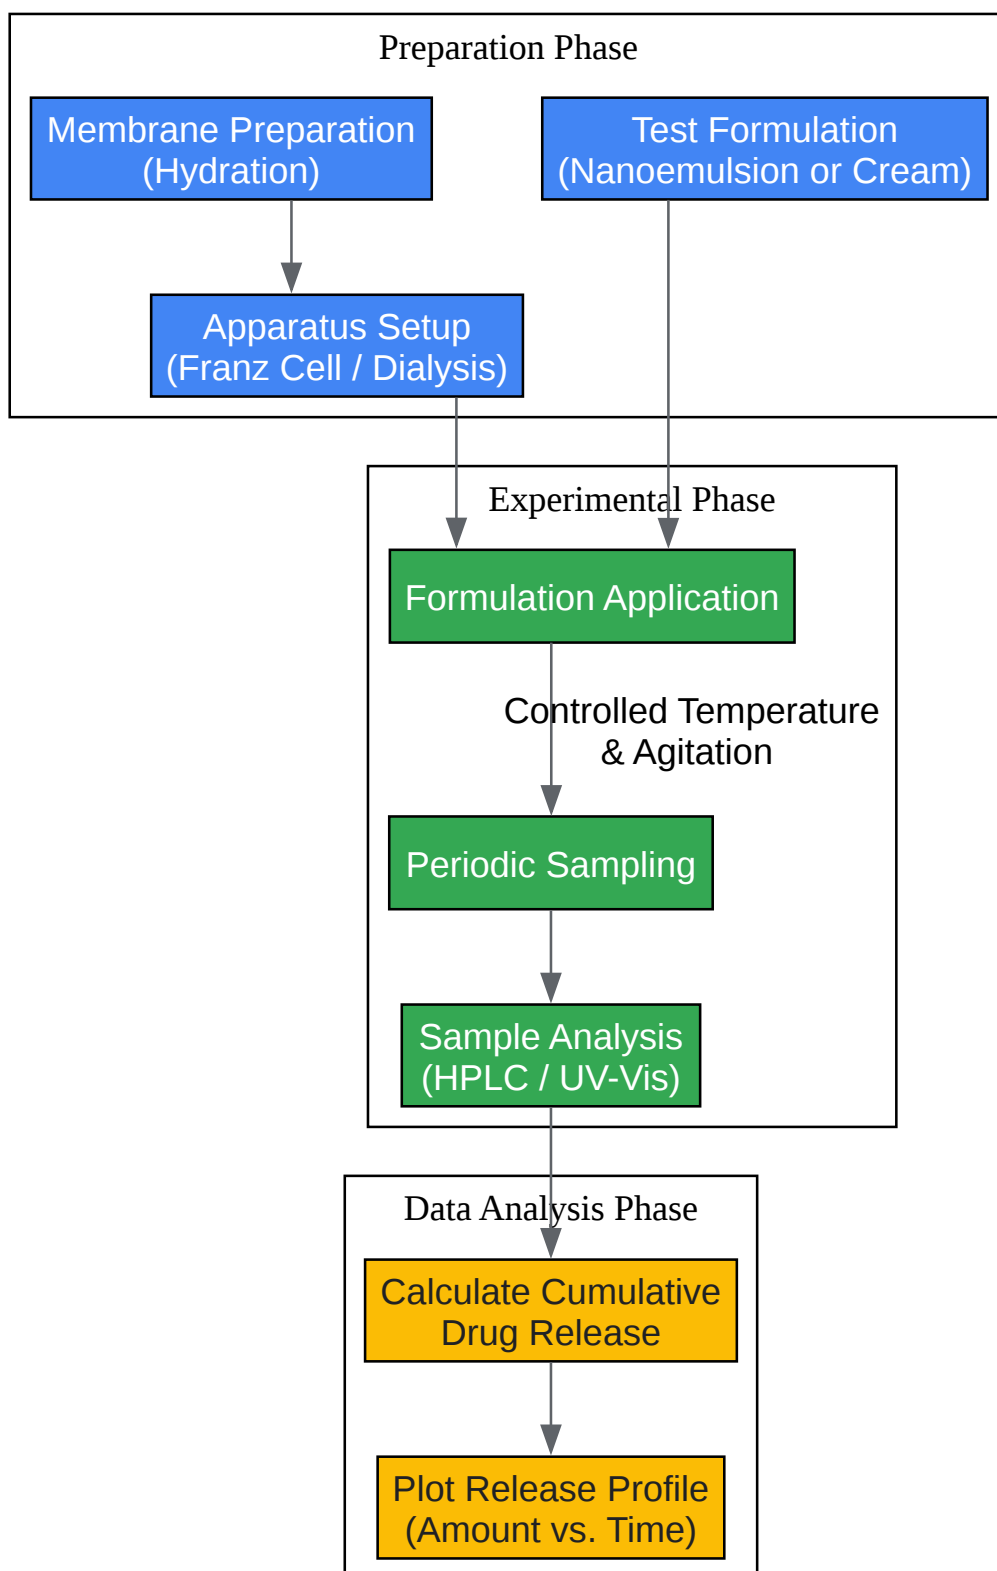 Preparation Phase
Membrane Preparation
(Hydration)
Test Formulation
(Nanoemulsion or Cream)
Apparatus Setup
(Franz Cell / Dialysis)
Experimental Phase
Formulation Application
Controlled Temperature
& Agitation
Periodic Sampling
Sample Analysis
(HPLC / UV-Vis)
Data Analysis Phase
Calculate Cumulative
Drug Release
Plot Release Profile
(Amount vs. Time)